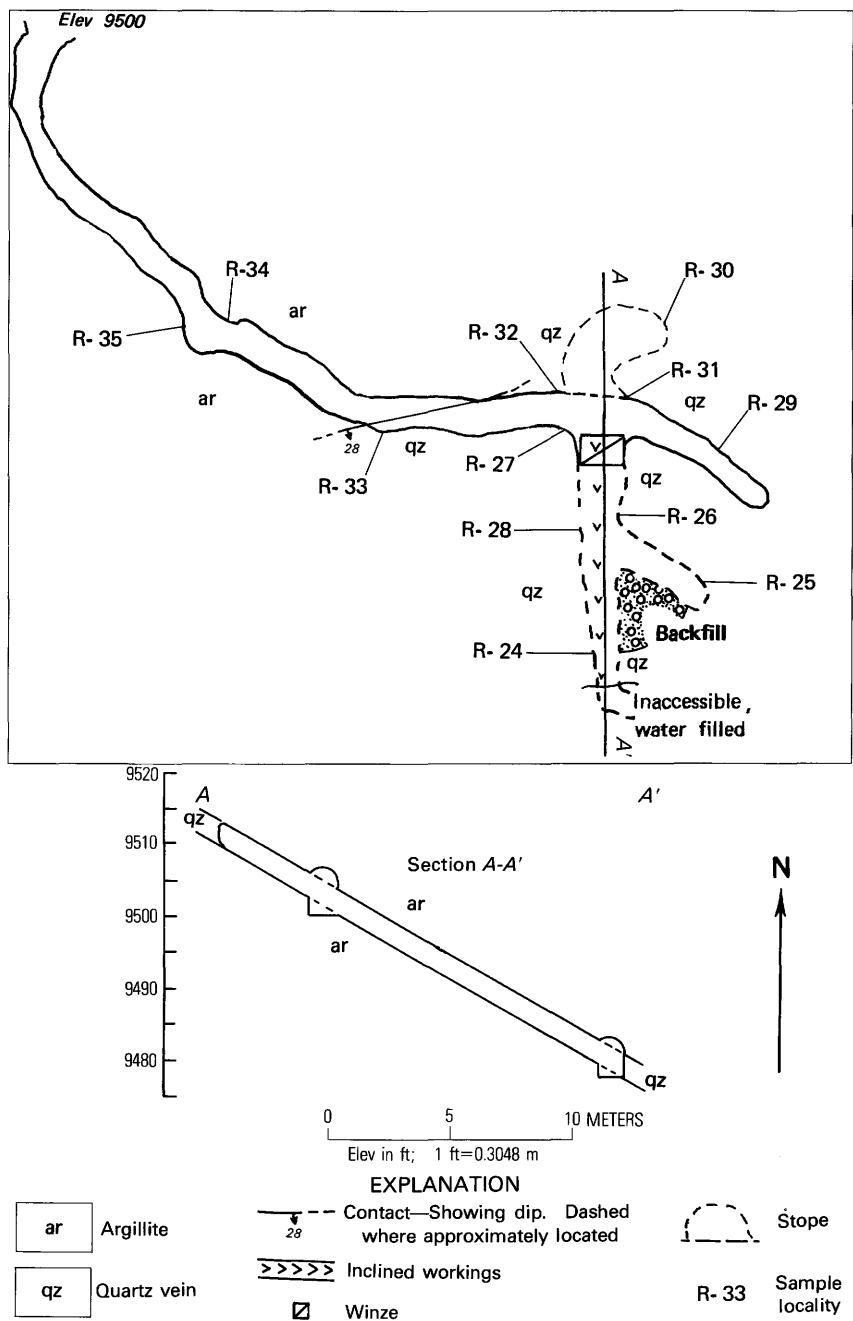 Elev 9500
R-34
ar
R-35
ar
A
R-30
R-32
qz
R-31
qz
R-29
28
qz
R-33
R-27
qz
R-26
R-28
R-25
qz
Backfill
R-24
qz
Inaccessible,
water filled
A'
9520
A
A'
qz
9510
Section A-A'
ar
N
9500
ar
9490
9480
qz
0 5 10 METERS
Elev in ft; 1 ft=0.3048 m
EXPLANATION
ar Argillite
qz Quartz vein
28
Contact—Showing dip. Dashed
where approximately located
Inclined workings
Winze
Stope
R-33 Sample
locality